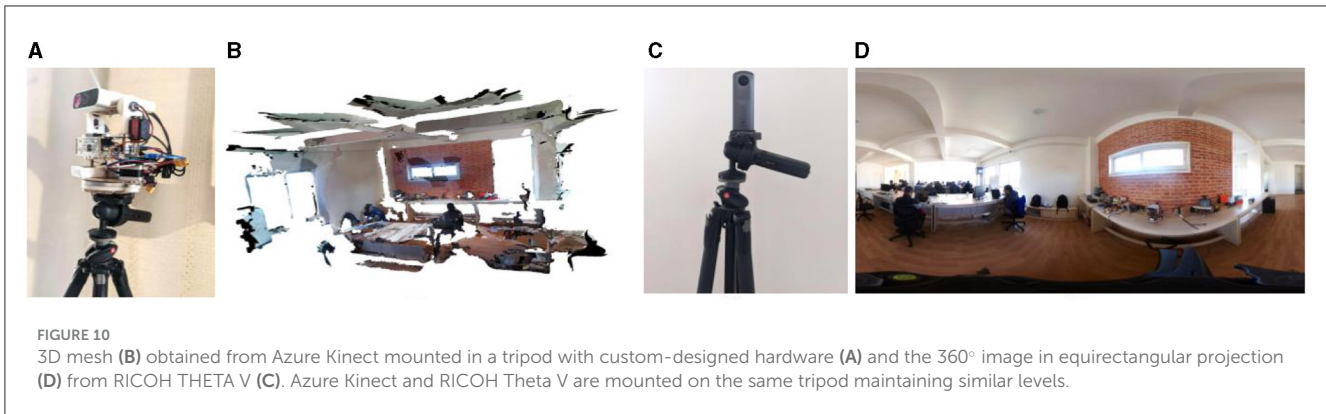 A B C D
FIGURE 10
3D mesh (B) obtained from Azure Kinect mounted in a tripod with custom-designed hardware (A) and the 360° image in equirectangular projection
(D) from RICOH THETA V (C). Azure Kinect and RICOH Theta V are mounted on the same tripod maintaining similar levels.